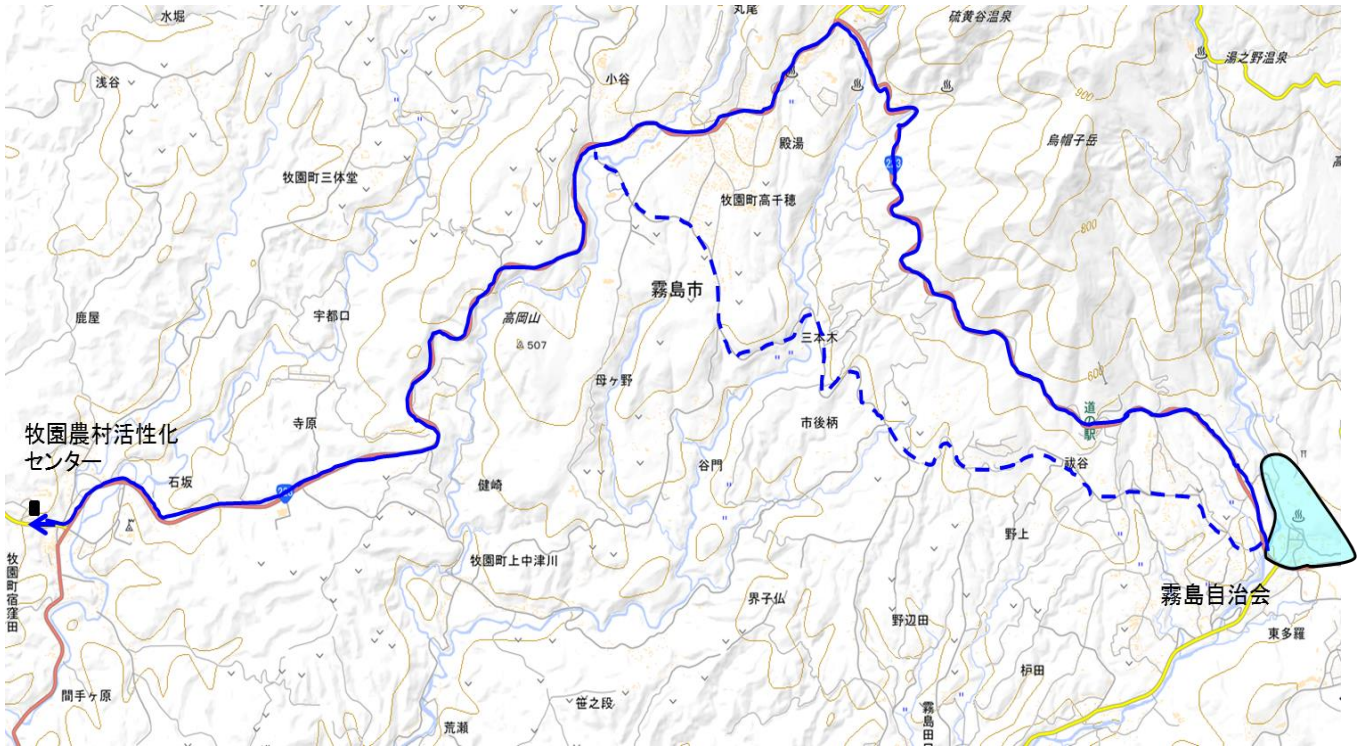 水堀
丸尾
硫黄谷温泉
湯之野温泉
浅谷
小谷
900
烏帽子岳
殿湯
牧園町三体堂
牧園町高千穂
800
霧島市
鹿屋
宇都口
高岡山
507
三本木
600
母ヶ野
道の駅
寺原
市後柄
牧園農村活性化
センター
石坂
谷門
祓谷
健崎
野上
牧園町上中津川
牧園町宿窪田
界子仏
霧島自治会
野辺田
東多羅
枦田
間手ヶ原
笹之段
荒瀬
霧島田